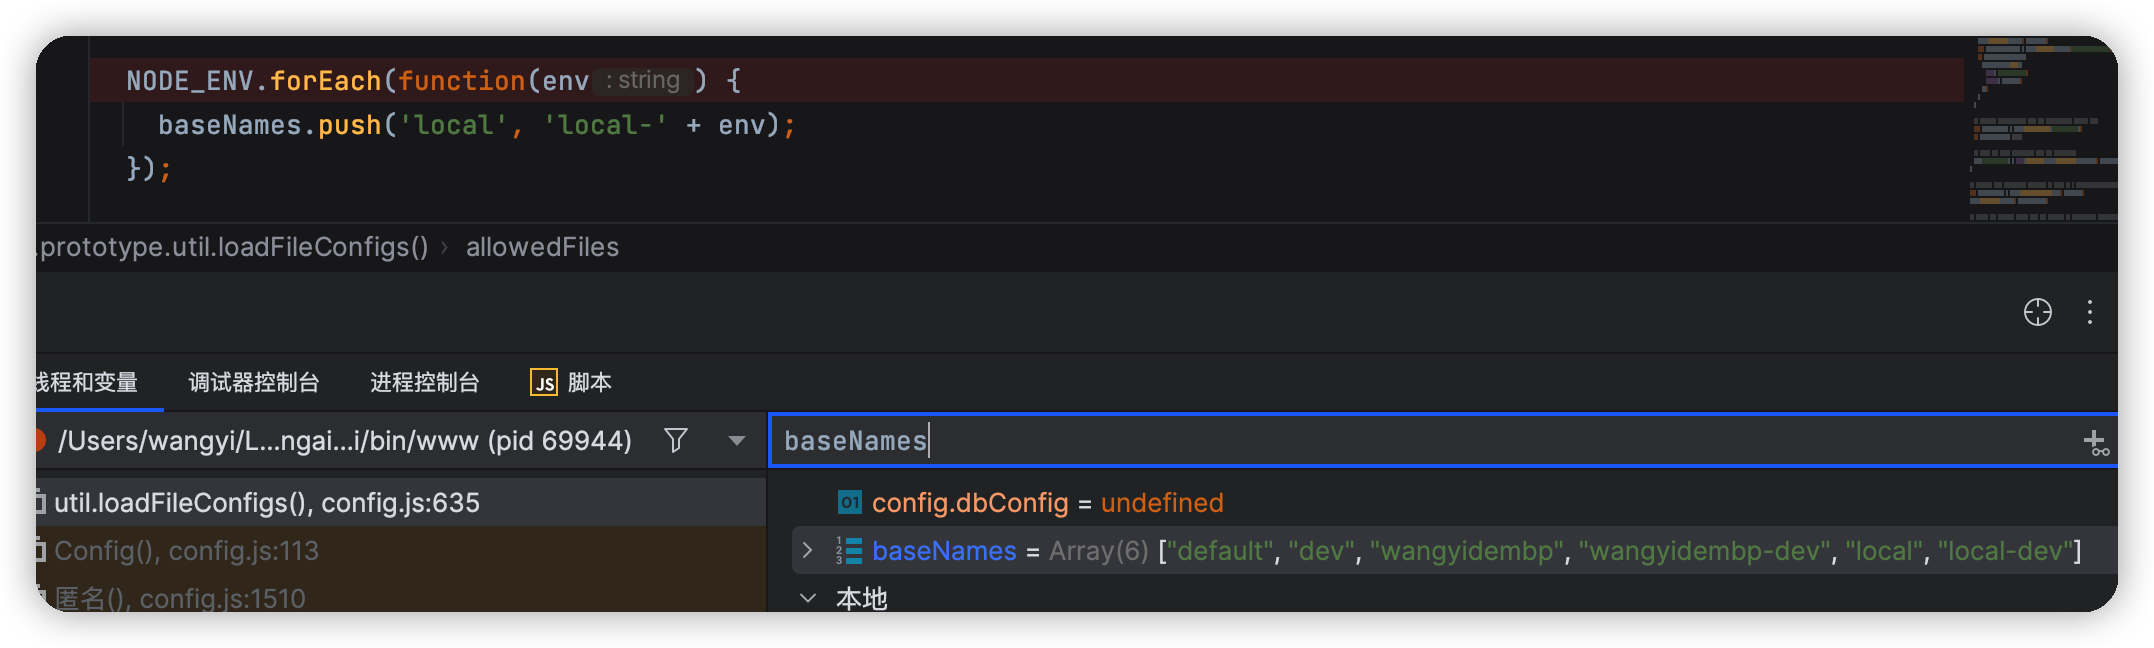 NODE_ENV.forEach(function(env : string ) {
baseNames.push('local', 'local-' + env);
});
.prototype.util.loadFileConfigs() › allowedFiles
线程和变量 调试器控制台 进程控制台 JS 脚本
/Users/wangyi/L...ngai...i/bin/www (pid 69944)
baseNames
util.loadFileConfigs(), config.js:635
Config(), config.js:113
匿名(), config.js:1510
01 config.dbConfig = undefined
baseNames = Array(6) ["default", "dev", "wangyidembp", "wangyidembp-dev", "local", "local-dev"]
本地